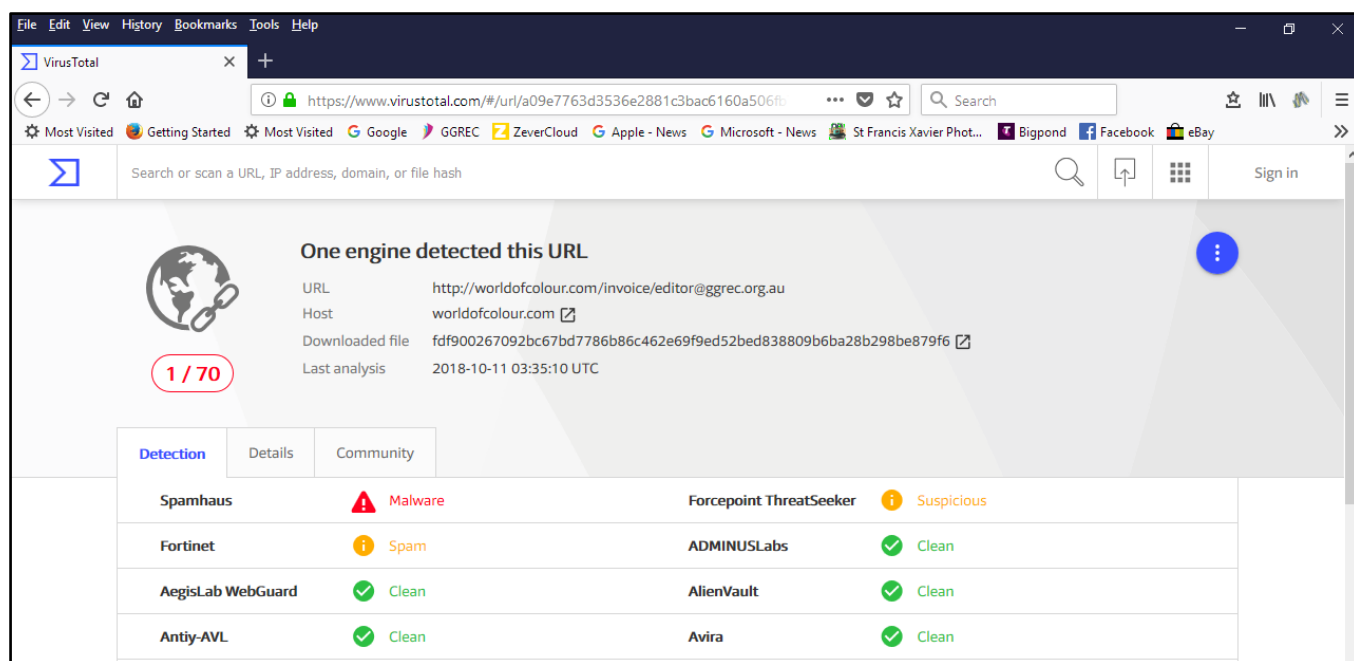 File Edit View History Bookmarks Tools Help
VirusTotal
https://www.virustotal.com/#/url/a09e7763d3536e2881c3bac6160a506fb
Search
Most Visited Getting Started Most Visited Google GGREC ZeverCloud Apple - News Microsoft - News St Francis Xavier Phot... Bigpond Facebook eBay
Search or scan a URL, IP address, domain, or file hash
Sign in
One engine detected this URL
URL http://worldofcolour.com/invoice/editor@ggrec.org.au
Host worldofcolour.com
Downloaded file fdf900267092bc67bd7786b86c462e69f9ed52bed838809b6ba28b298be879f6
1 / 70
Last analysis 2018-10-11 03:35:10 UTC
Detection Details Community
Spamhaus Malware Forcepoint ThreatSeeker Suspicious
Fortinet Spam ADMINUSLabs Clean
AegisLab WebGuard Clean AlienVault Clean
Antiy-AVL Clean Avira Clean